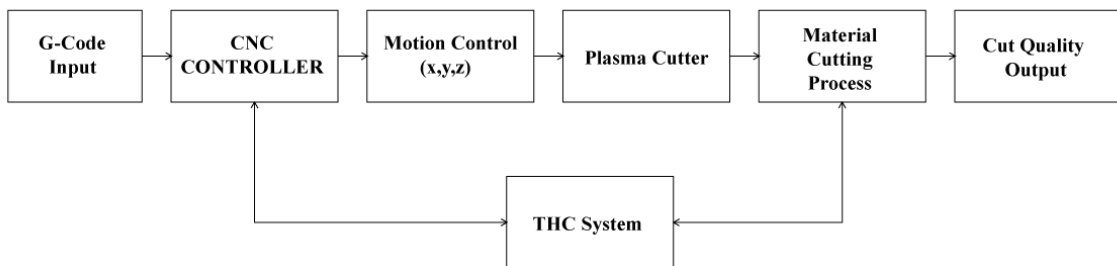 G-Code
Input
CNC
CONTROLLER
Motion Control
(x,y,z)
Plasma Cutter
Material
Cutting
Process
Cut Quality
Output
THC System